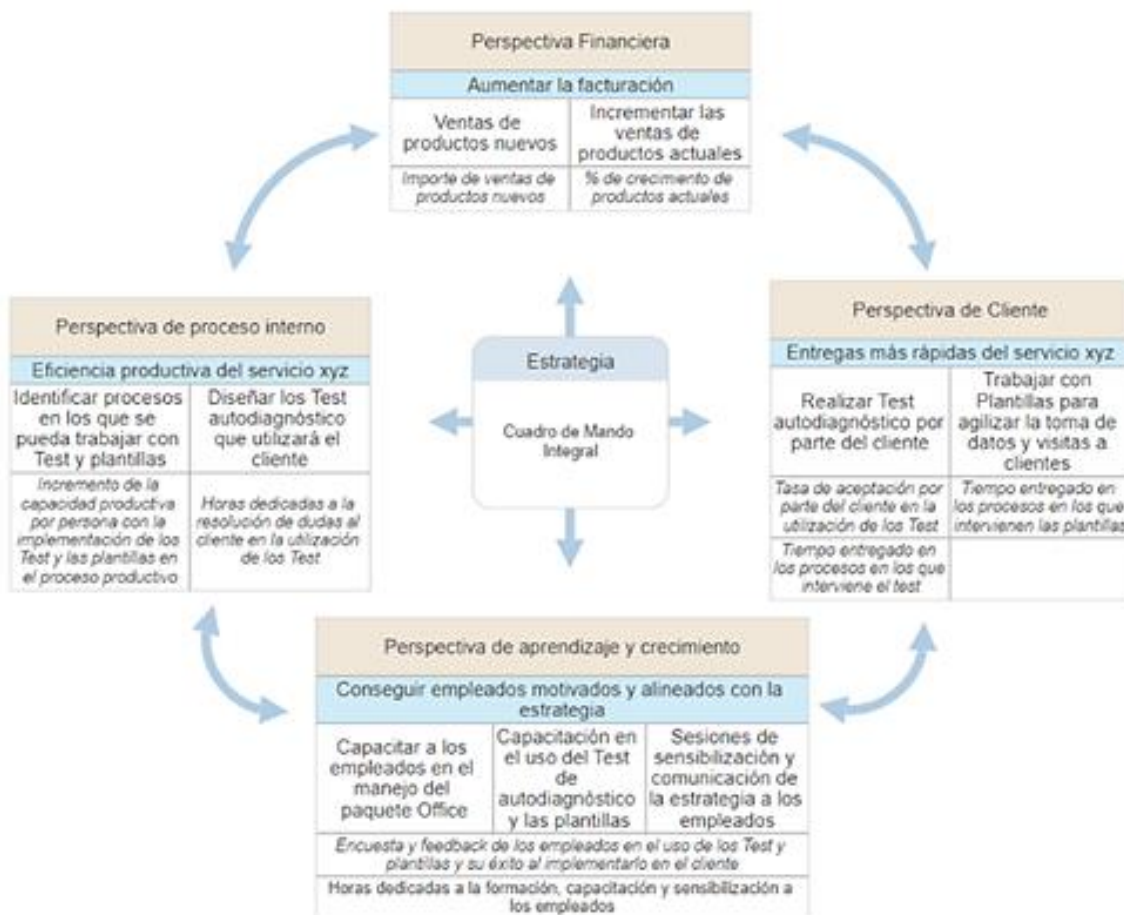 Perspectiva Financiera
Aumentar la facturación
Ventas de
productos nuevos
Incrementar las
ventas de
productos actuales
Importe de ventas de
productos nuevos
% de crecimiento de
productos actuales
Perspectiva de proceso interno
Eficiencia productiva del servicio xyz
Identificar procesos
en los que se
pueda trabajar con
Test y plantillas
Diseñar los Test
autodiagnóstico
que utilizará el
cliente
Incremento de la
capacidad productiva
por persona con la
implementación de los
Test y las plantillas en
el proceso productivo
Horas dedicadas a la
resolución de dudas al
cliente en la utilización
de los Test
Estrategia
Cuadro de Mando
Integral
Perspectiva de Cliente
Entregas más rápidas del servicio xyz
Realizar Test
autodiagnóstico por
parte del cliente
Trabajar con
Plantillas para
agilizar la toma de
datos y visitas a
clientes
Tasa de aceptación por
parte del cliente en la
utilización de los Test
Tiempo entregado en
los procesos en los que
intervienen las plantillas
Tiempo entregado en
los procesos en los que
interviene el test
Perspectiva de aprendizaje y crecimiento
Conseguir empleados motivados y alineados con la
estrategia
Capacitar a los
empleados en el
manejo del
paquete Office
Capacitación en
el uso del Test
de
autodiagnóstico
y las plantillas
Sesiones de
sensibilización y
comunicación de
la estrategia a los
empleados
Encuesta y feedback de los empleados en el uso de los Test y
plantillas y su éxito al implementarlo en el cliente
Horas dedicadas a la formación, capacitación y sensibilización a
los empleados